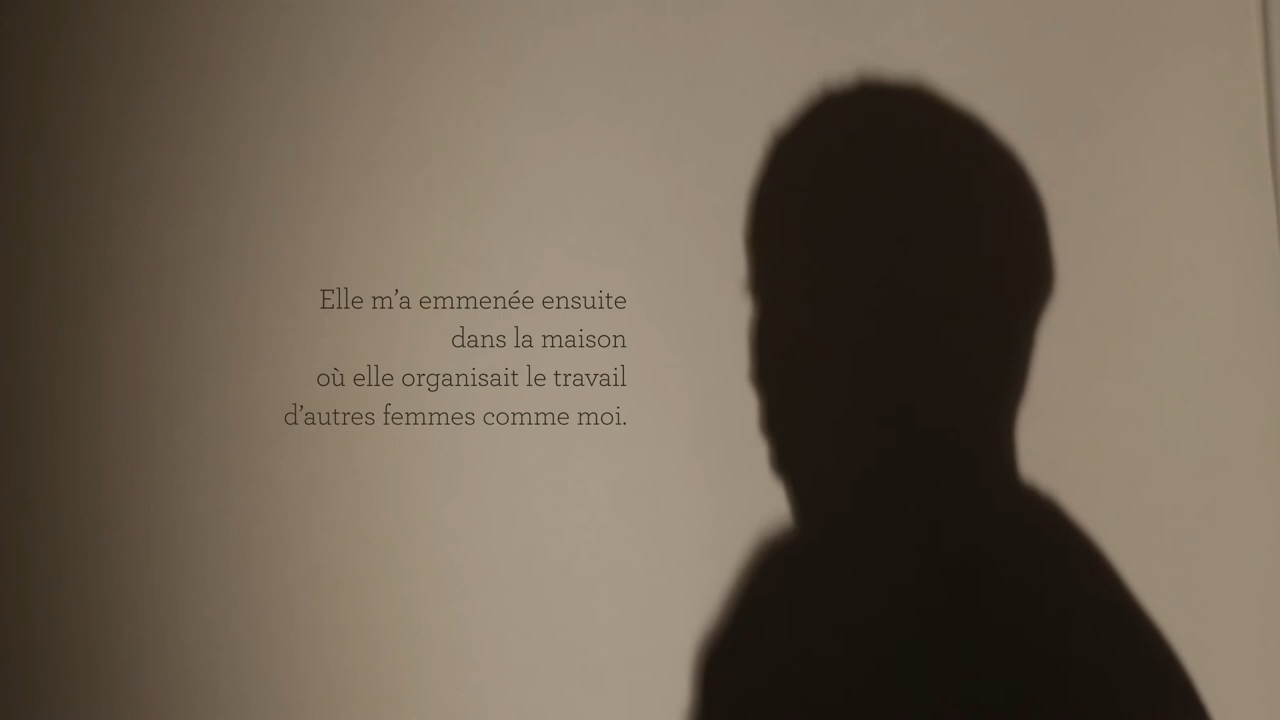 Elle m’a emmenée ensuite
dans la maison
où elle organisait le travail
d’autres femmes comme moi.